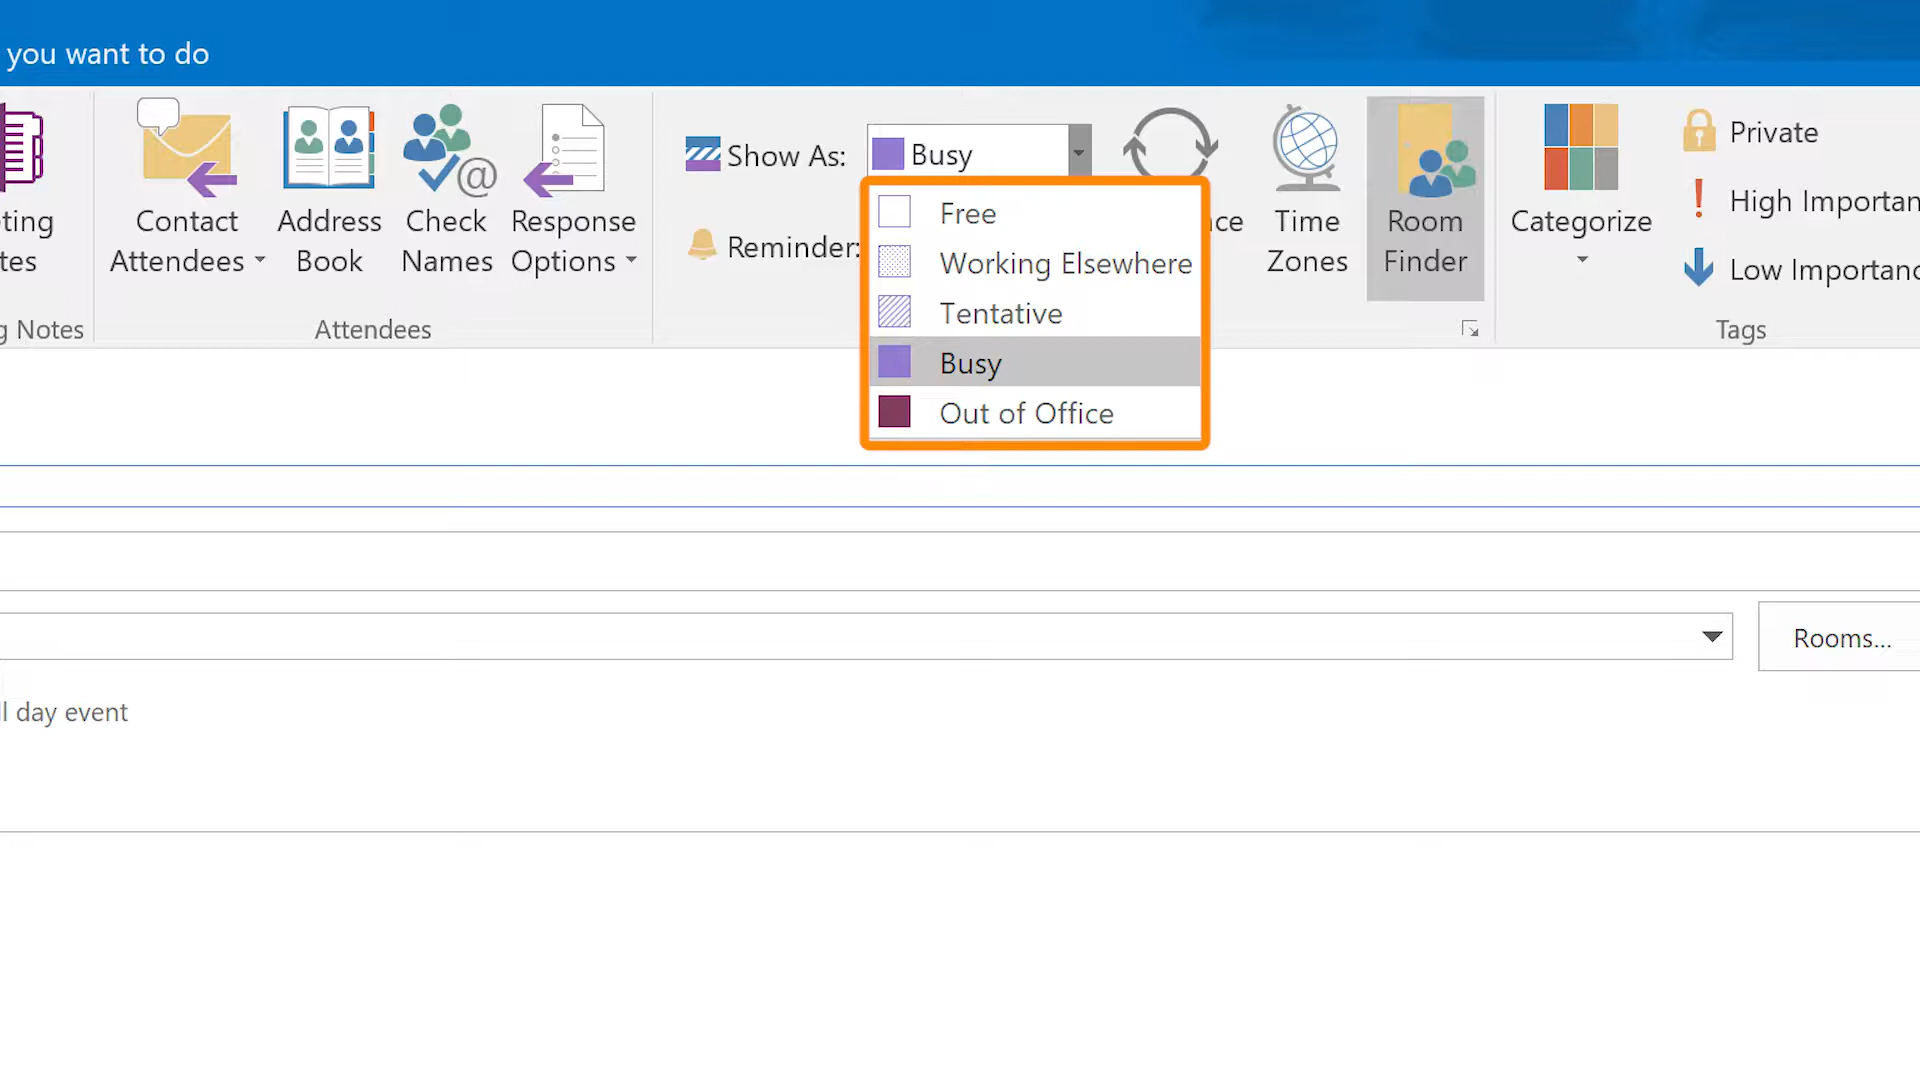 you want to do
Contact
Attendees
Address
Book
Check
Names
Response
Options
Attendees
Show As:
Busy
Reminder:
Free
Working Elsewhere
Tentative
Busy
Out of Office
Time
Zones
Room
Finder
Categorize
Private
High Importan
Low Importanc
Tags
ting
tes
g Notes
ce
Rooms...
ll day event